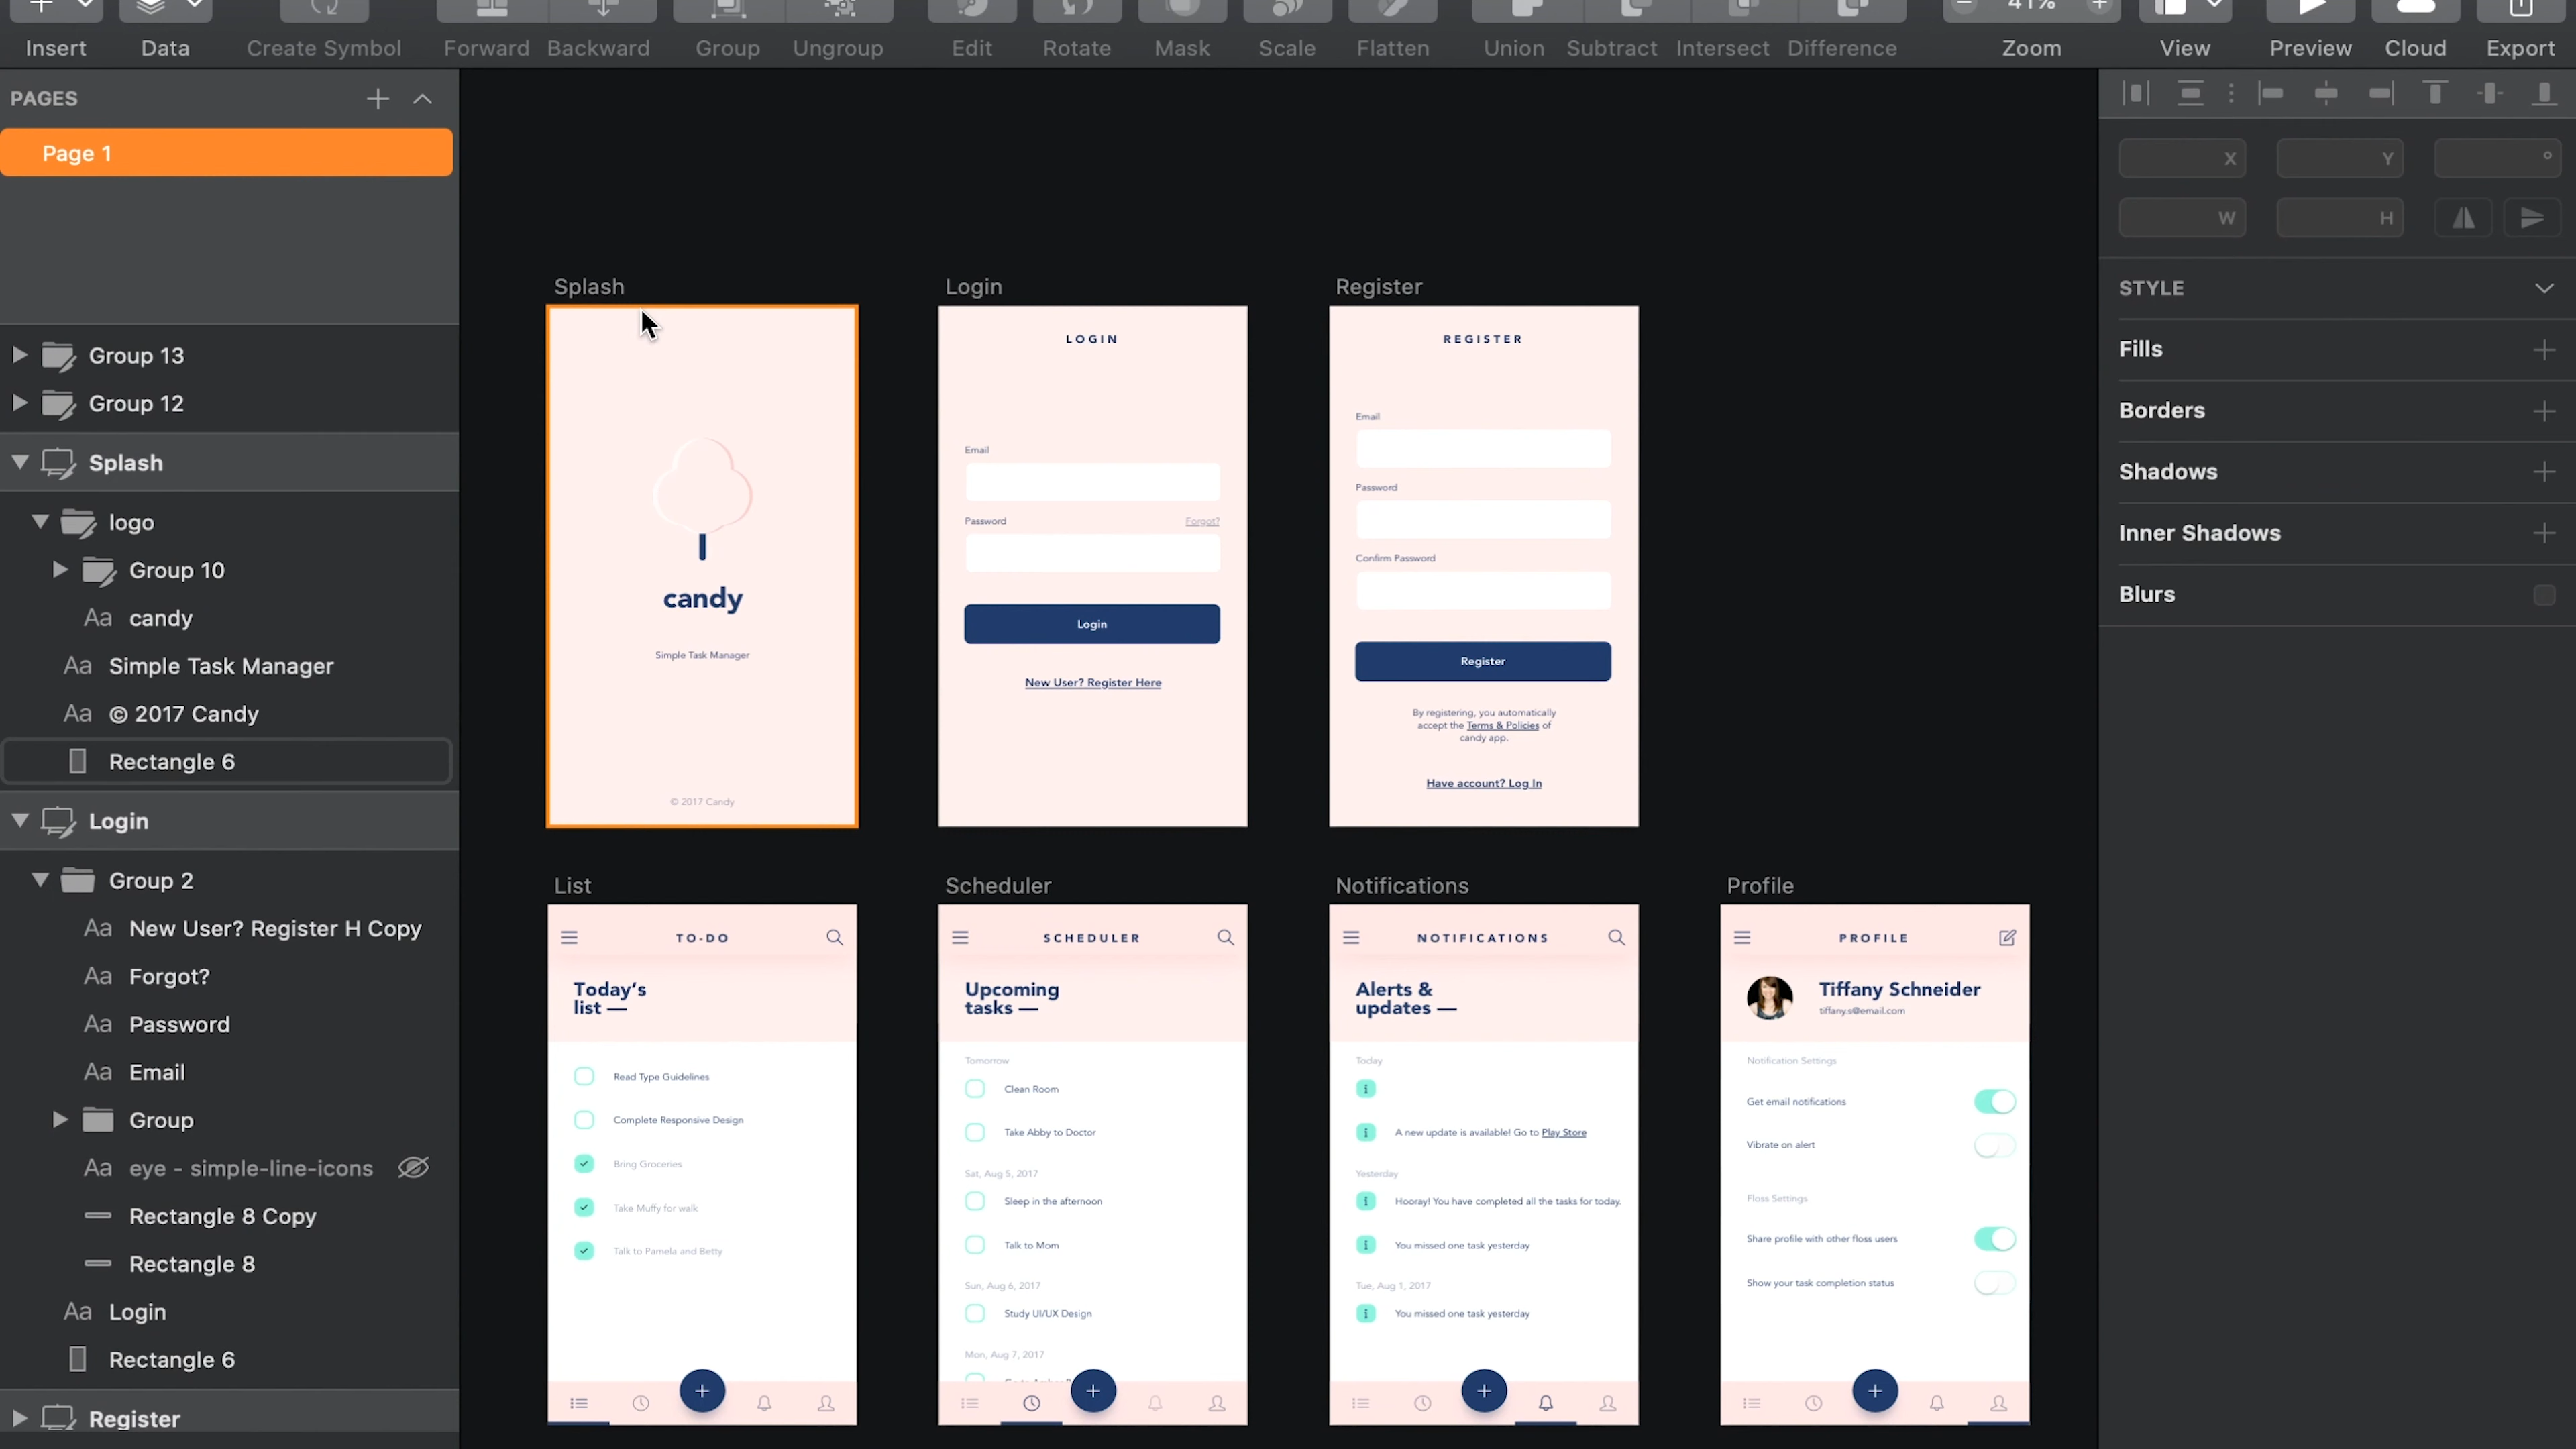 Insert
Data
Create Symbol
Forward
Backward
Group
Ungroup
Edit
Rotate
Mask
Scale
Flatten
Union
Subtract
Intersect
Difference
Zoom
View
Preview
Cloud
Export
PAGES
Page 1
Group 13
Group 12
Splash
logo
Group 10
Aa candy
Aa Simple Task Manager
Aa © 2017 Candy
Rectangle 6
Login
Group 2
Aa New User? Register H Copy
Aa Forgot?
Aa Password
Aa Email
Group
Aa eye - simple-line-icons
Rectangle 8 Copy
Rectangle 8
Aa Login
Rectangle 6
Register
Splash
candy
Simple Task Manager
© 2017 Candy
Login
LOGIN
Email
Password
Forgot?
Login
New User? Register Here
Register
REGISTER
Email
Password
Confirm Password
Register
By registering, you automatically
accept the Terms & Policies of
candy app.
Have account? Log In
List
TO-DO
Today's
list —
Read Type Guidelines
Complete Responsive Design
Bring Groceries
Take Muffy for walk
Talk to Pamela and Betty
Scheduler
SCHEDULER
Upcoming
tasks —
Tomorrow
Clean Room
Take Abby to Doctor
Sat, Aug 5, 2017
Sleep in the afternoon
Talk to Mom
Sun, Aug 6, 2017
Study UI/UX Design
Mon, Aug 7, 2017
Notifications
NOTIFICATIONS
Alerts &
updates —
Today
A new update is available! Go to Play Store
Yesterday
Hooray! You have completed all the tasks for today.
You missed one task yesterday
Tue, Aug 1, 2017
You missed one task yesterday
Profile
PROFILE
Tiffany Schneider
tiffany.s@email.com
Notification Settings
Get email notifications
Vibrate on alert
Floss Settings
Share profile with other floss users
Show your task completion status
X
Y
°
W
H
STYLE
Fills
Borders
Shadows
Inner Shadows
Blurs